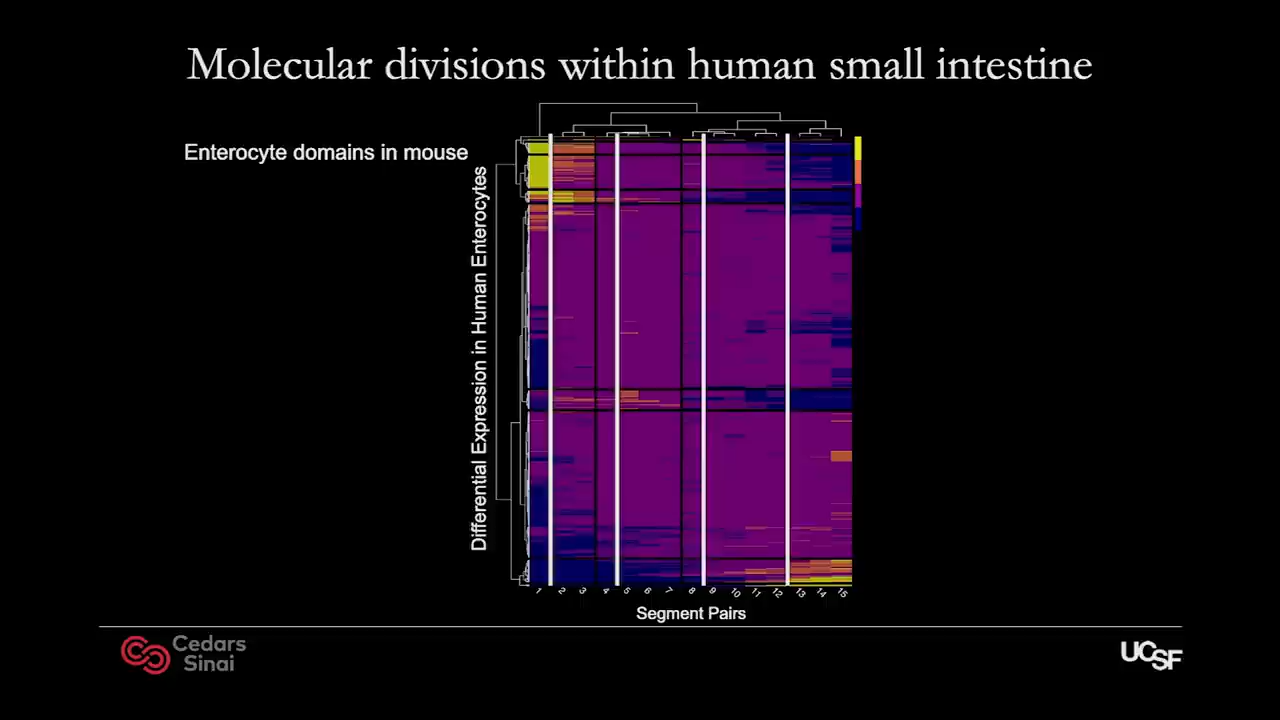 Molecular divisions within human small intestine
Enterocyte domains in mouse
Differential Expression in Human Enterocytes
1 2 3 4 5 6 7 8 9 10 11 12 13 14 15
Segment Pairs
Cedars
Sinai
UCSF